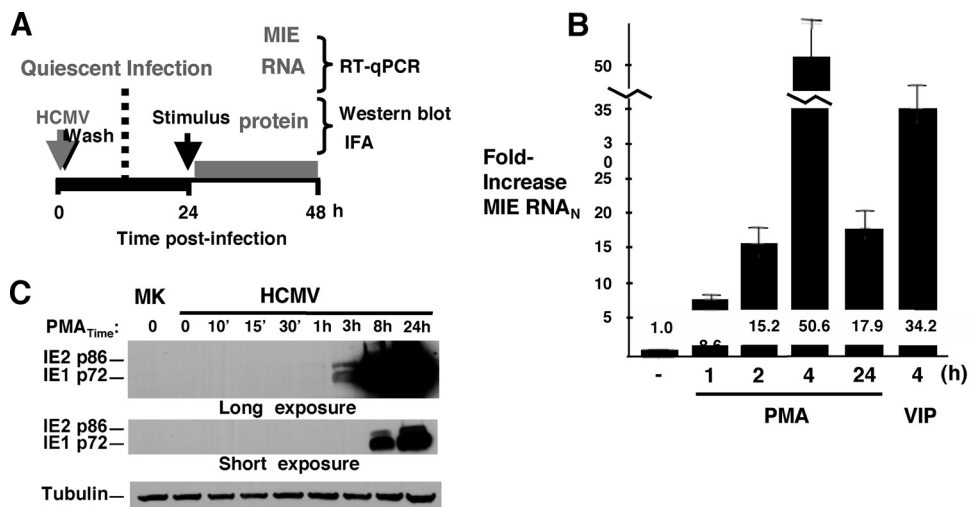 A
MIE
RNA
RT-qPCR
Quiescent Infection
HCMV
Wash
Stimulus
protein
Western blot
IFA
0
24
48 h
Time post-infection
B
50
35
3
0
25
20
15
10
5
Fold-
Increase
MIE RNAN
1.0
8.6
15.2
50.6
17.9
34.2
- 1 2 4 24 4 (h)
PMA
VIP
C
MK
HCMV
PMATime: 0 0 10’ 15’ 30’ 1h 3h 8h 24h
IE2 p86
IE1 p72
Long exposure
IE2 p86
IE1 p72
Short exposure
Tubulin